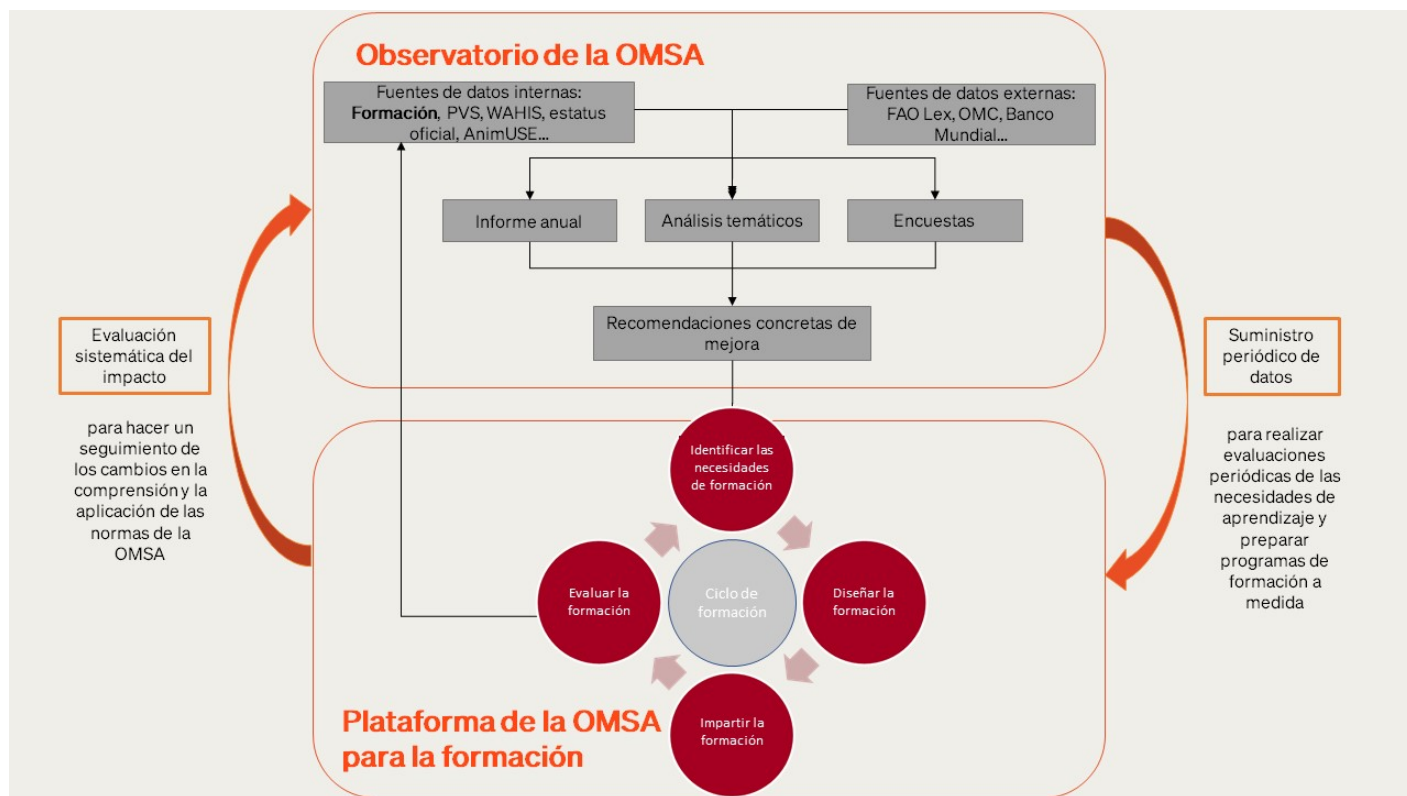 Observatorio de la OMSA
Fuentes de datos internas:
Formación, PVS, WAHIS, estatus
oficial, AnimUSE...
Fuentes de datos externas:
FAO Lex, OMC, Banco
Mundial...
Informe anual
Análisis temáticos
Encuestas
Recomendaciones concretas de
mejora
Evaluación
sistemática del
impacto
para hacer un
seguimiento de
los cambios en la
comprensión y la
aplicación de las
normas de la
OMSA
Suministro
periódico de
datos
para realizar
evaluaciones
periódicas de las
necesidades de
aprendizaje y
preparar
programas de
formación a
medida
Identificar las
necesidades
de formación
Evaluar la
formación
Ciclo de
formación
Diseñar la
formación
Impartir la
formación
Plataforma de la OMSA
para la formación